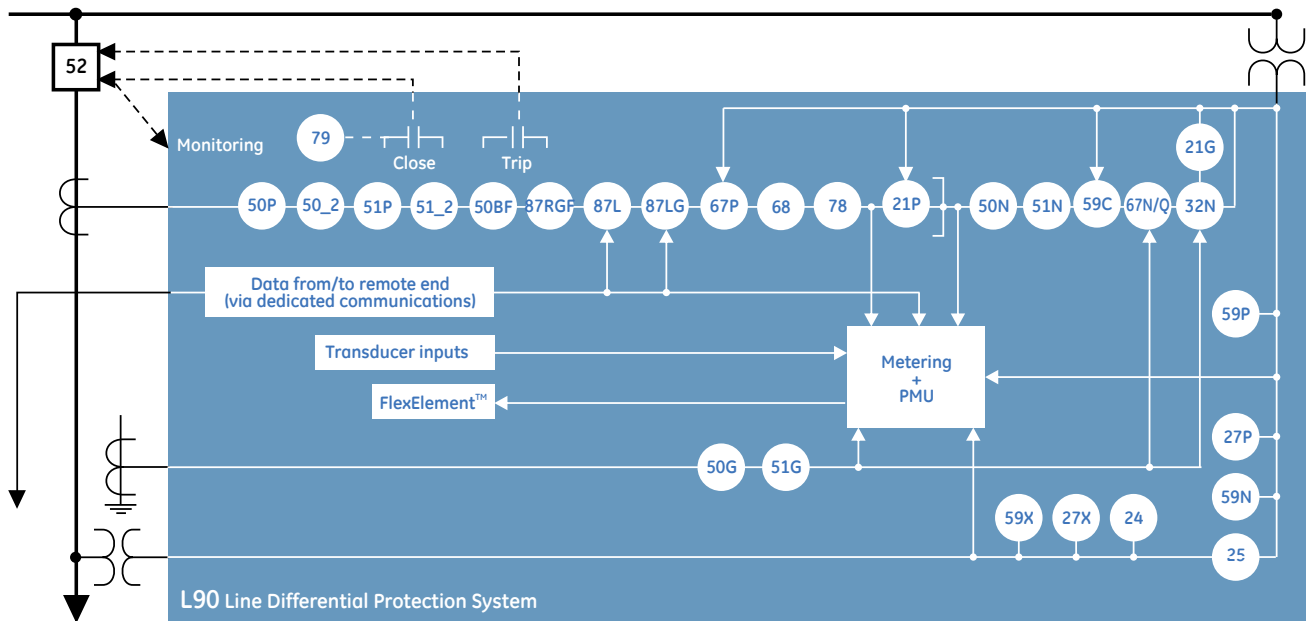 52
Monitoring
79
Close
Trip
21G
50P
50_2
51P
51_2
50BF
87RGF
87L
87LG
67P
68
78
21P
50N
51N
59C
67N/Q
32N
Data from/to remote end
(via dedicated communications)
59P
Transducer inputs
Metering
+
PMU
FlexElement™
27P
50G
51G
59N
59X
27X
24
25
L90 Line Differential Protection System